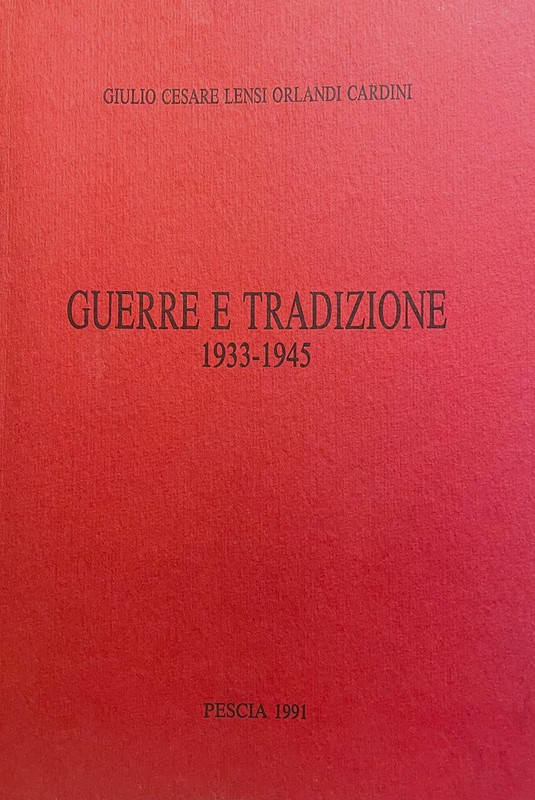 GIULIO CESARE LENSI ORLANDI CARDINI
GUERRE E TRADIZIONE
1933-1945
PESCIA 1991